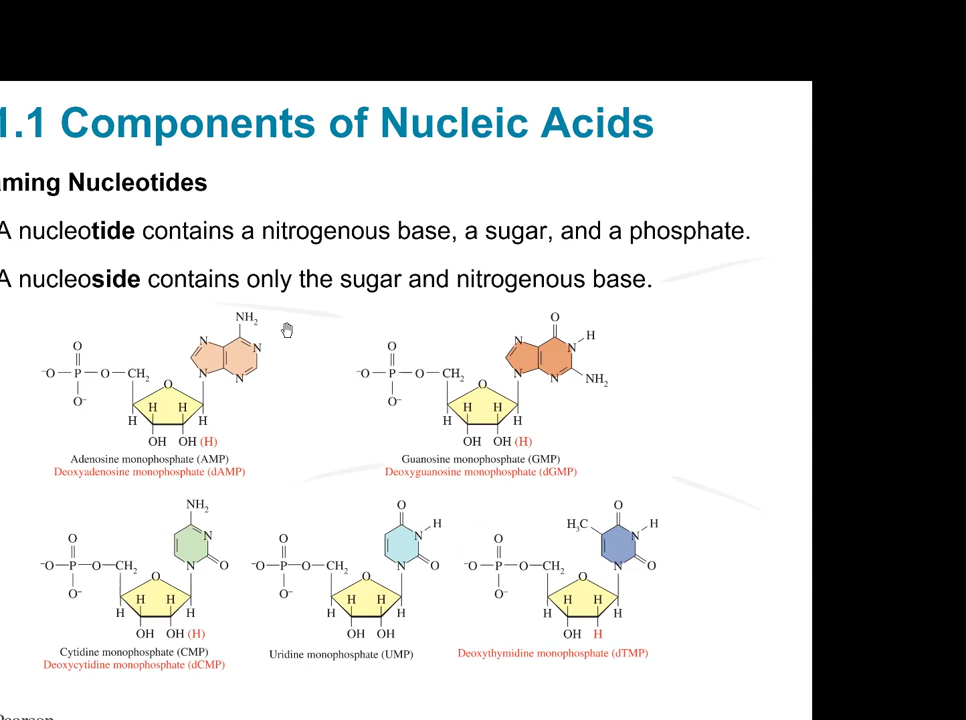 1.1 Components of Nucleic Acids
aming Nucleotides
A nucleotide contains a nitrogenous base, a sugar, and a phosphate.
A nucleoside contains only the sugar and nitrogenous base.
NH2
O
N
N
⁻O—P—O—CH2
O
N
N
O⁻
H
H
H
H
OH
OH (H)
Adenosine monophosphate (AMP)
Deoxyadenosine monophosphate (dAMP)
O
H
O
N
N
⁻O—P—O—CH2
O
N
N
NH2
O⁻
H
H
H
H
OH
OH (H)
Guanosine monophosphate (GMP)
Deoxyguanosine monophosphate (dGMP)
NH2
O
N
⁻O—P—O—CH2
O
N
O
O⁻
H
H
H
H
OH
OH (H)
Cytidine monophosphate (CMP)
Deoxycytidine monophosphate (dCMP)
O
H
O
N
⁻O—P—O—CH2
O
N
O
O⁻
H
H
H
H
OH
OH
Uridine monophosphate (UMP)
O
H3C
H
O
N
⁻O—P—O—CH2
O
N
O
O⁻
H
H
H
H
OH
H
Deoxythymidine monophosphate (dTMP)